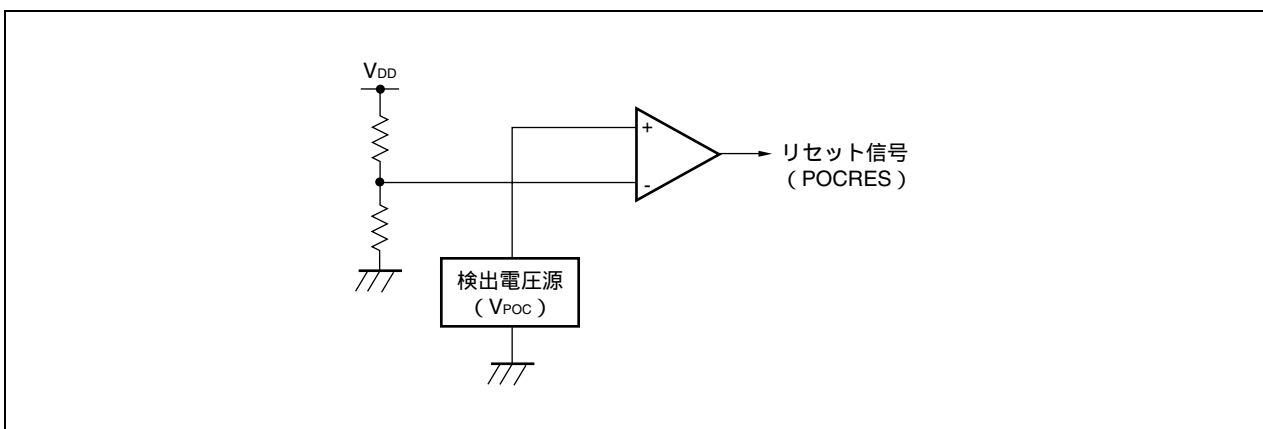 VDD
+
-
リセット信号
（POCRES）
検出電圧源
（VPOC）